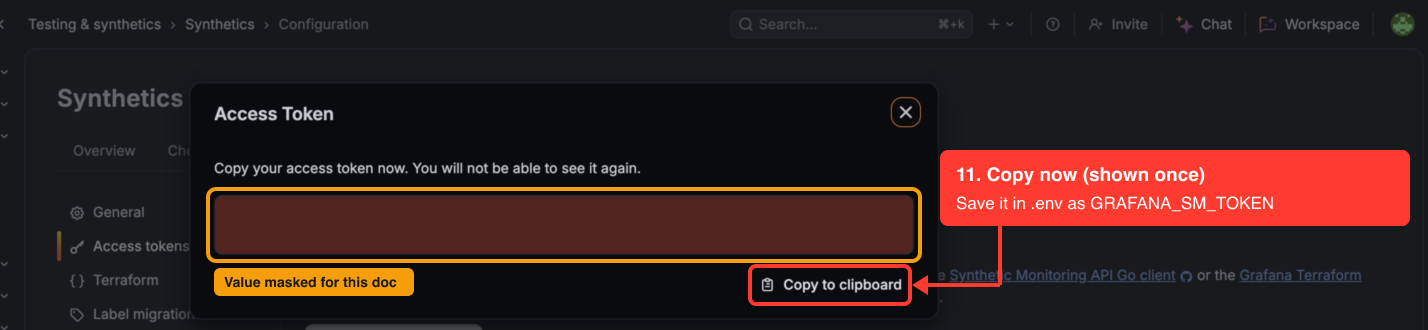 Testing & synthetics › Synthetics › Configuration
Search... ⌘+k
Invite
Chat
Workspace
Synthetics
Overview
General
Access tokens
Terraform
Label migration
Access Token
Copy your access token now. You will not be able to see it again.
Value masked for this doc
Copy to clipboard
11. Copy now (shown once)
Save it in .env as GRAFANA_SM_TOKEN
Synthetic Monitoring API Go client or the Grafana Terraform